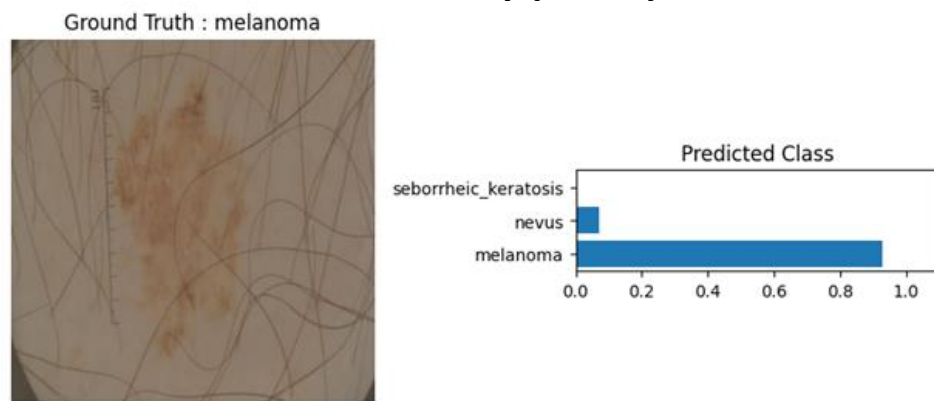 Ground Truth : melanoma
Predicted Class
seborrheic_keratosis
nevus
melanoma
0.0 0.2 0.4 0.6 0.8 1.0